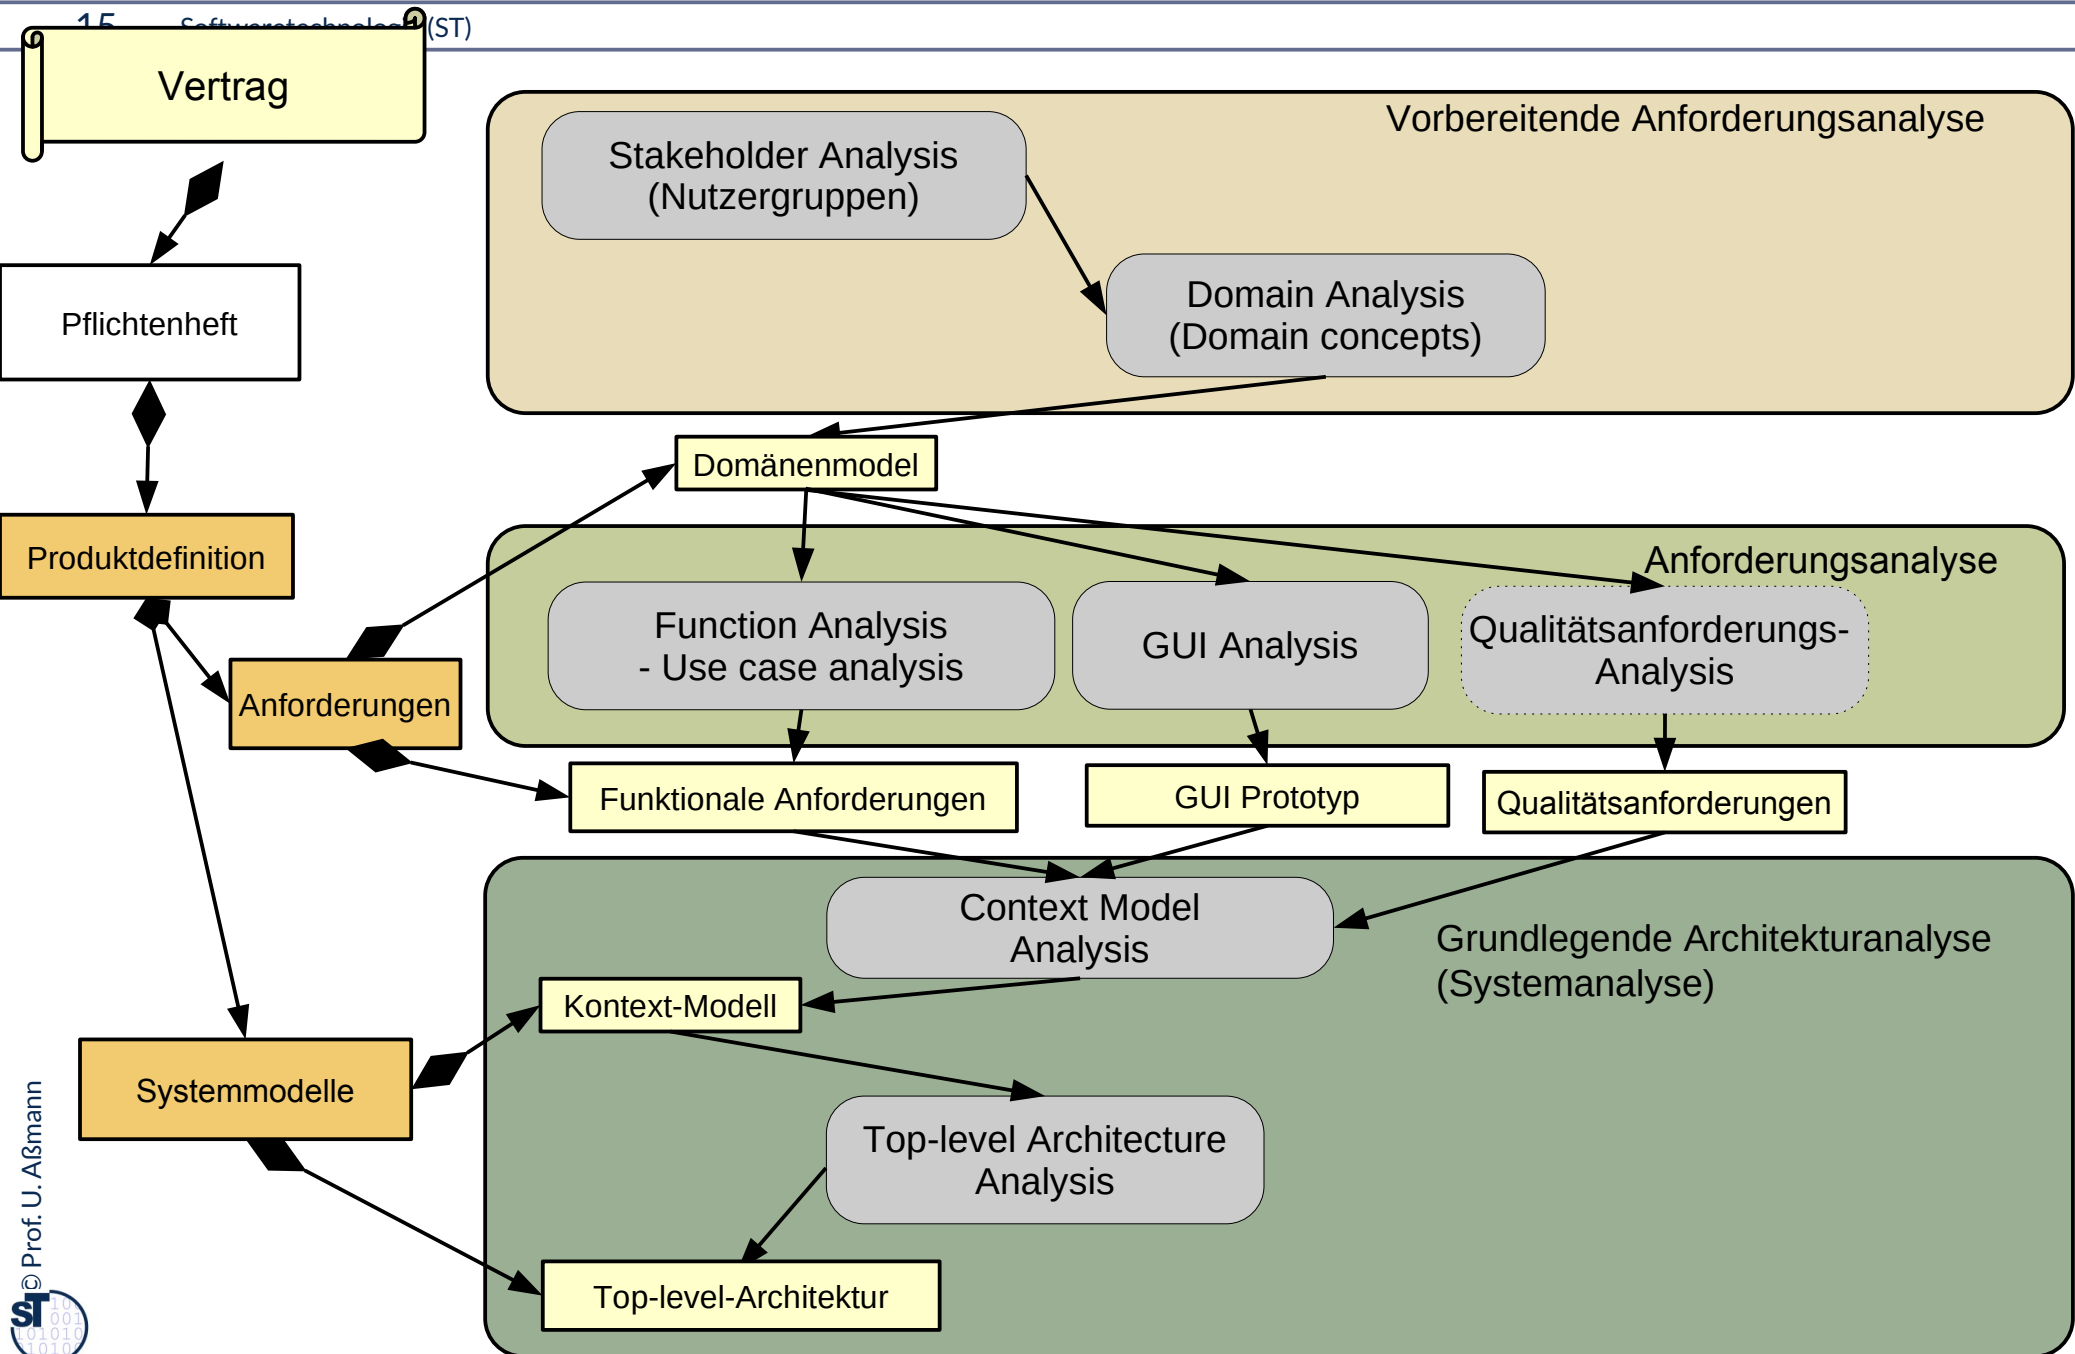 (ST)
Vertrag
Vorbereitende Anforderungsanalyse
Stakeholder Analysis
(Nutzergruppen)
Domain Analysis
(Domain concepts)
Pflichtenheft
Domänenmodel
Produktdefinition
Anforderungsanalyse
Function Analysis
- Use case analysis
GUI Analysis
Qualitätsanforderungs-
Analysis
Anforderungen
Funktionale Anforderungen
GUI Prototyp
Qualitätsanforderungen
Context Model
Analysis
Grundlegende Architekturanalyse
(Systemanalyse)
Kontext-Modell
Systemmodelle
Top-level Architecture
Analysis
Top-level-Architektur
© Prof. U. Aßmann
ST